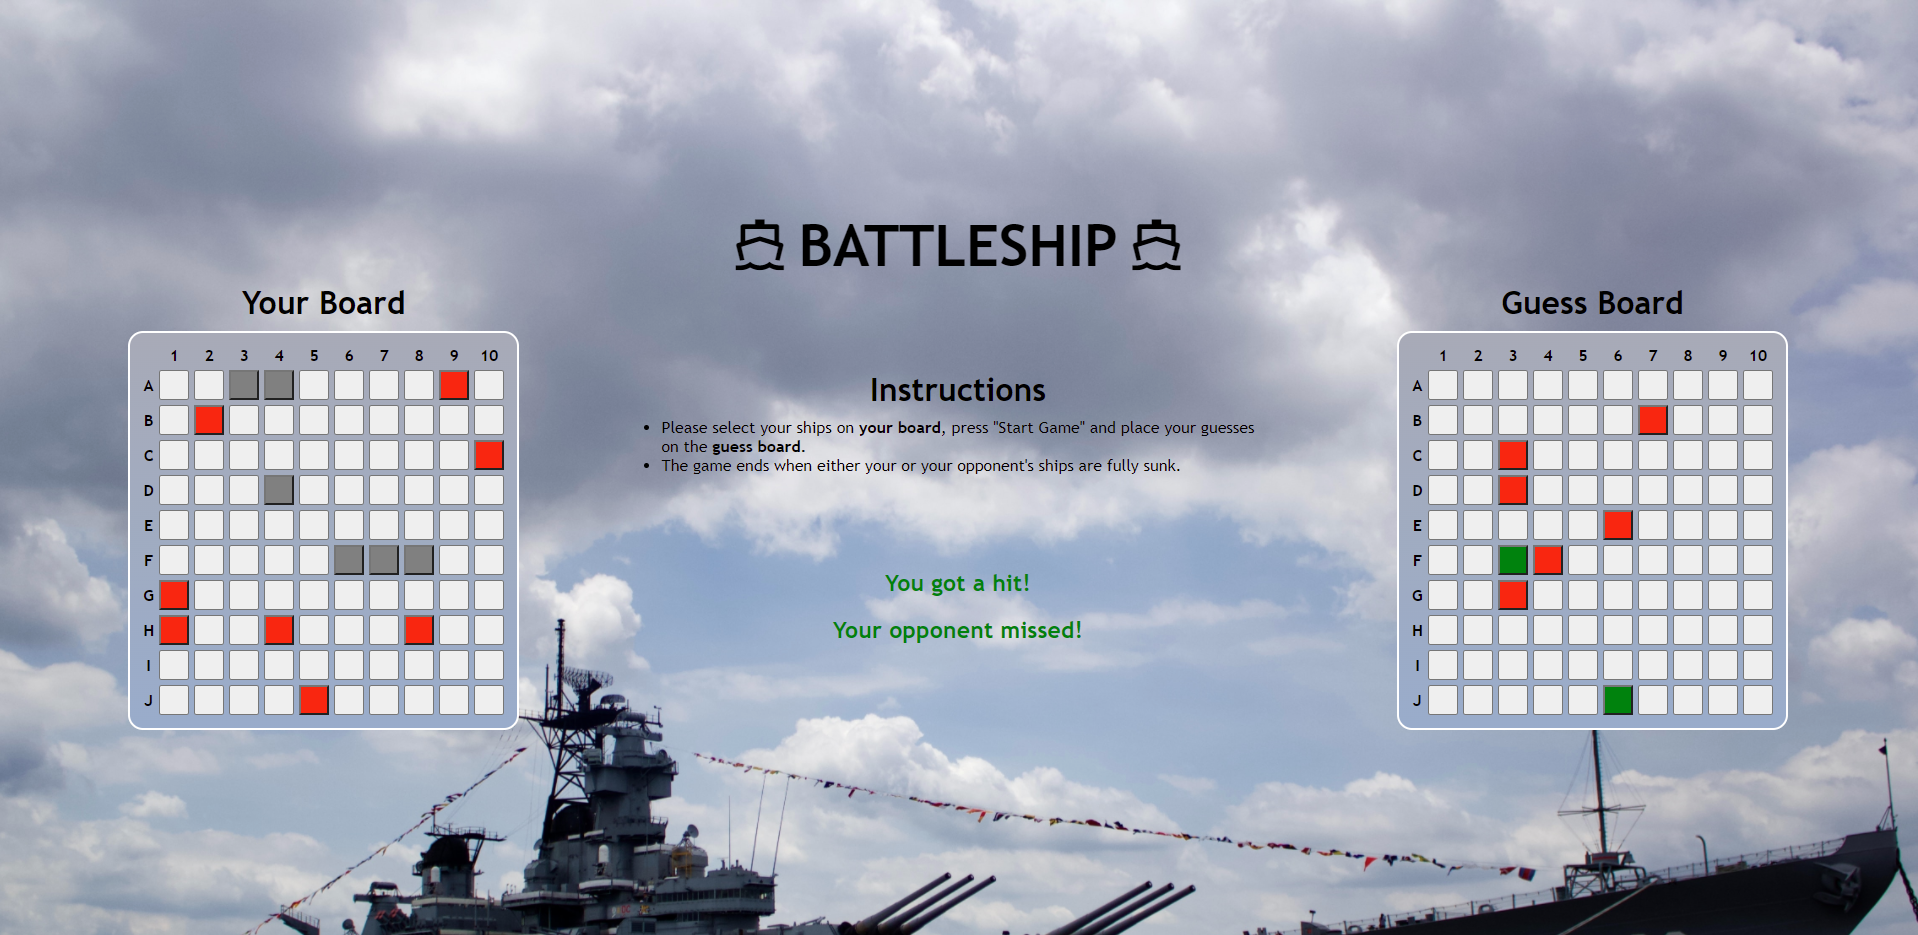 BATTLESHIP
Your Board
1 2 3 4 5 6 7 8 9 10
A
B
C
D
E
F
G
H
I
J
Instructions
Please select your ships on your board, press "Start Game" and place your guesses
on the guess board.
The game ends when either your or your opponent's ships are fully sunk.
You got a hit!
Your opponent missed!
Guess Board
1 2 3 4 5 6 7 8 9 10
A
B
C
D
E
F
G
H
I
J